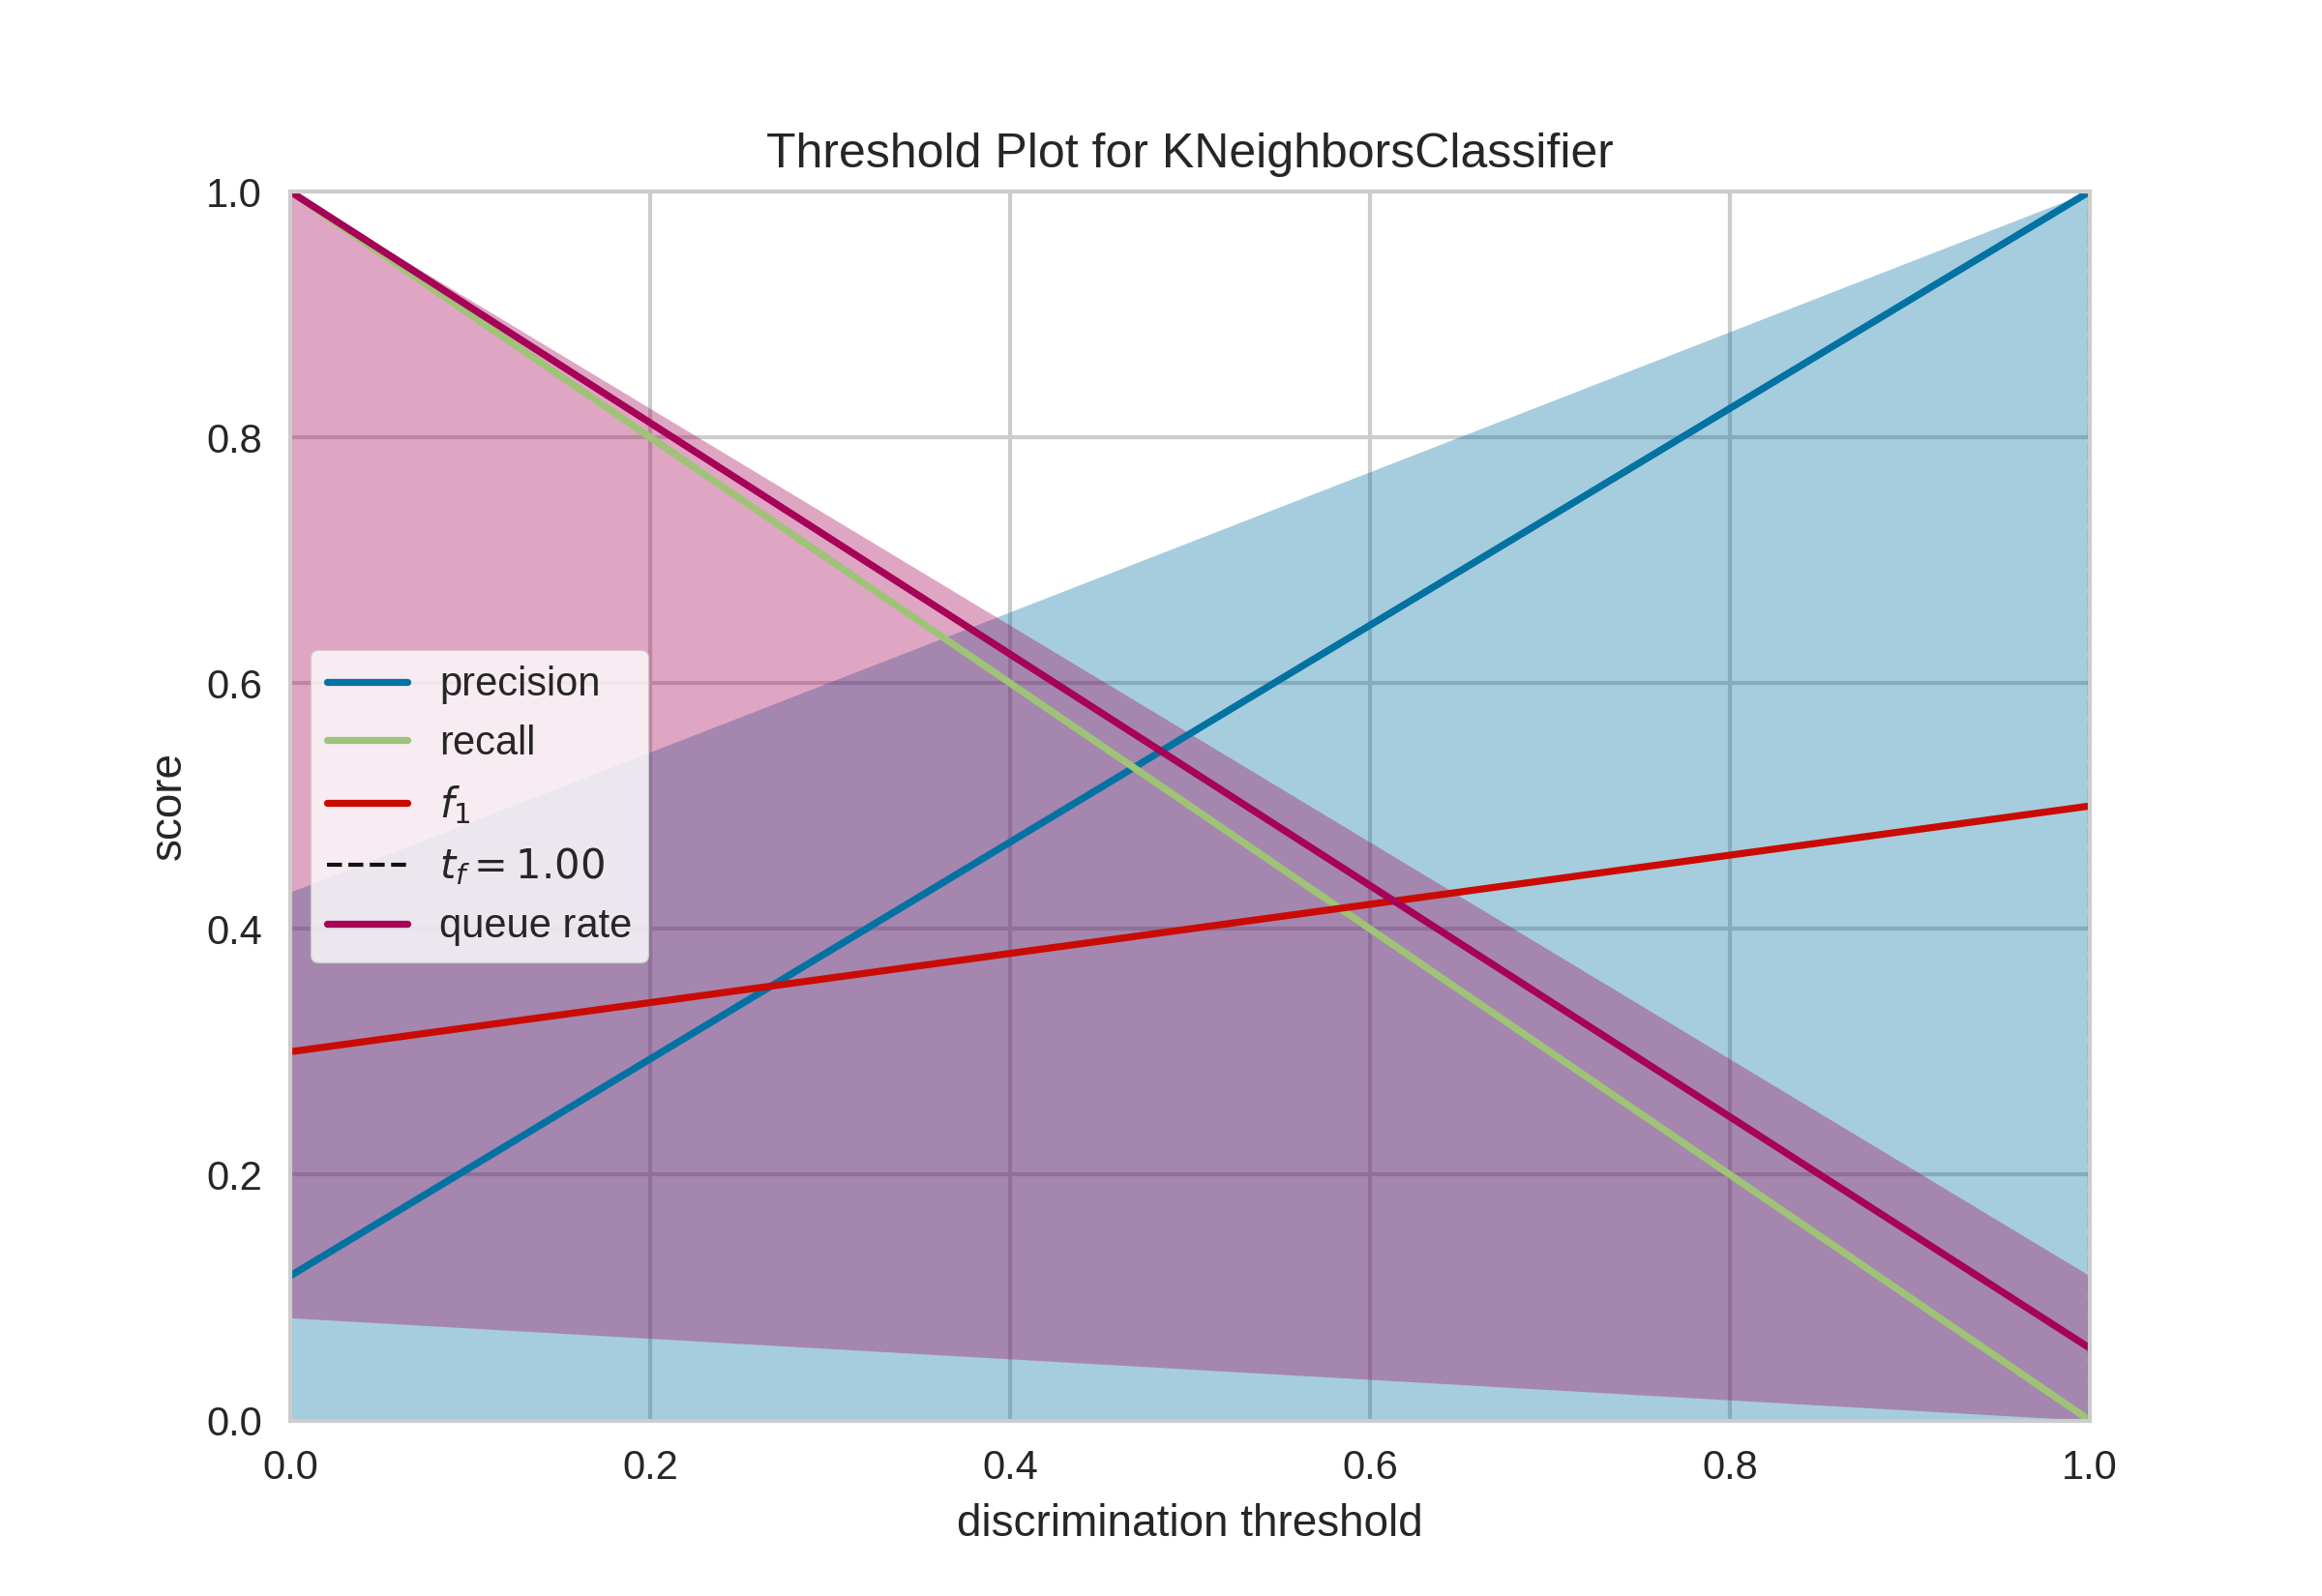 Threshold Plot for KNeighborsClassifier
1.0
0.8
0.6
0.4
0.2
0.0
score
precision
recall
f₁
t_f = 1.00
queue rate
0.0 0.2 0.4 0.6 0.8 1.0
discrimination threshold